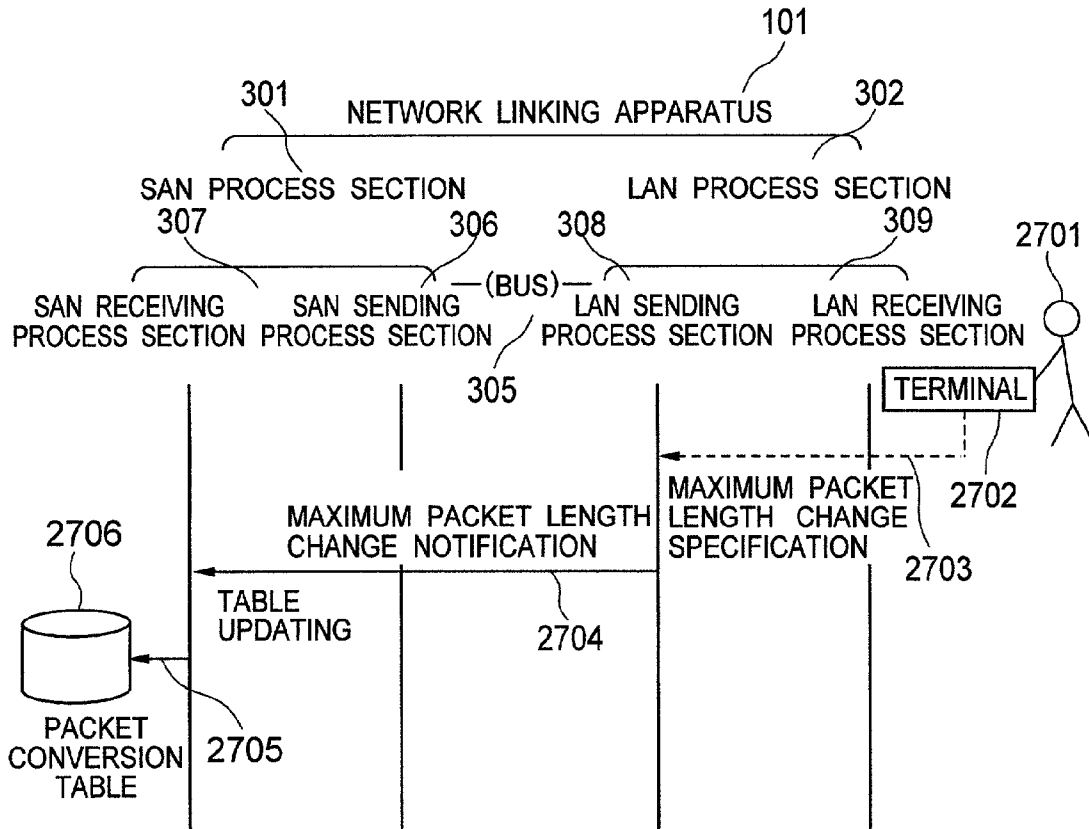 101
301
302
NETWORK LINKING APPARATUS
SAN PROCESS SECTION
LAN PROCESS SECTION
307
306
308
309
2701
—(BUS)—
SAN RECEIVING
PROCESS SECTION
SAN SENDING
PROCESS SECTION
LAN SENDING
PROCESS SECTION
LAN RECEIVING
PROCESS SECTION
305
TERMINAL
2702
MAXIMUM PACKET
LENGTH CHANGE
SPECIFICATION
2703
MAXIMUM PACKET LENGTH
CHANGE NOTIFICATION
2704
2706
TABLE
UPDATING
2705
PACKET
CONVERSION
TABLE